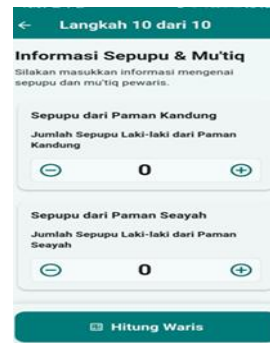 Langkah 10 dari 10
Informasi Sepupu & Mu'tiq
Silakan masukkan informasi mengenai
sepupu dan mu'tiq pewaris.
Sepupu dari Paman Kandung
Jumlah Sepupu Laki-laki dari Paman
Kandung
0
Sepupu dari Paman Seayah
Jumlah Sepupu Laki-laki dari Paman
Seayah
0
Hitung Waris